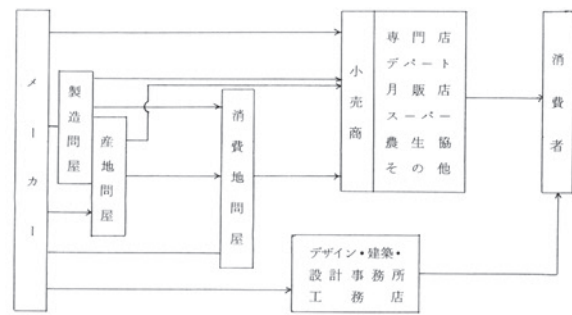 メーカー
製造問屋
産地問屋
消費地問屋
小売商
専門店
デパート
月販店
スーパー
農生協
その他
消費者
デザイン・建築・
設計事務所
工務店